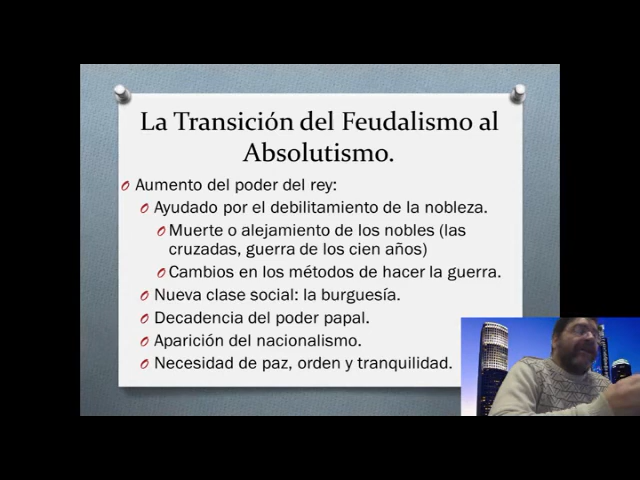 La Transición del Feudalismo al
Absolutismo.
Aumento del poder del rey:
Ayudado por el debilitamiento de la nobleza.
Muerte o alejamiento de los nobles (las
cruzadas, guerra de los cien años)
Cambios en los métodos de hacer la guerra.
Nueva clase social: la burguesía.
Decadencia del poder papal.
Aparición del nacionalismo.
Necesidad de paz, orden y tranquilidad.